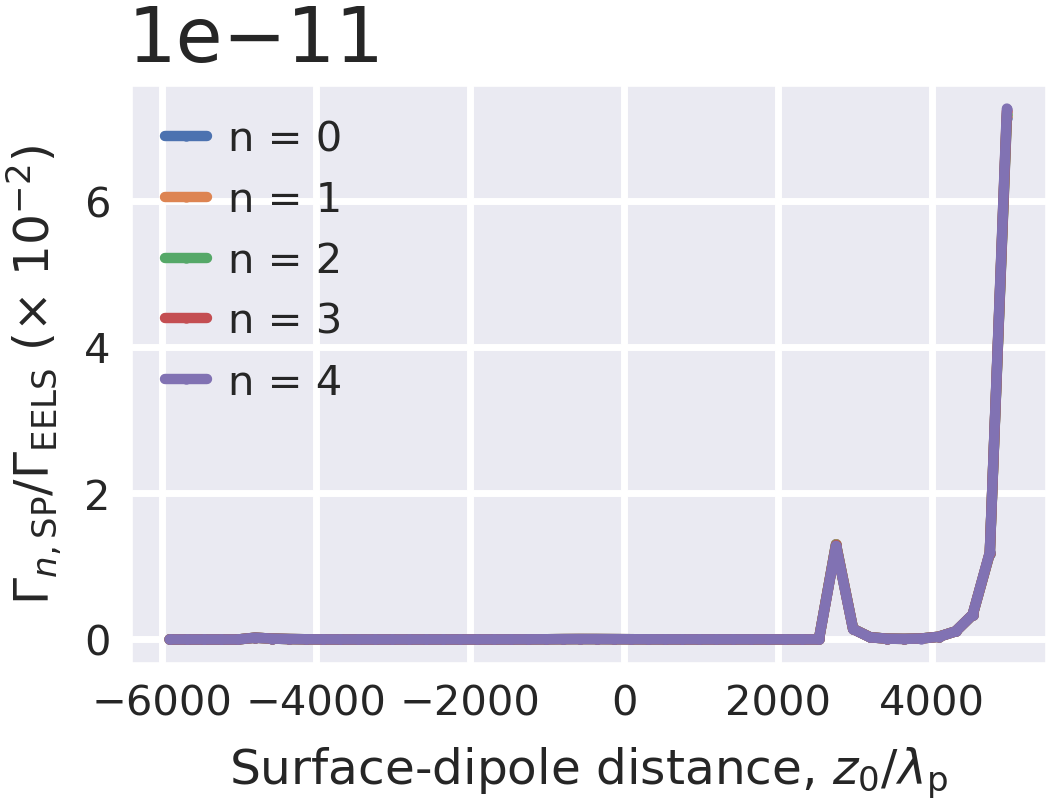 1e−11
Γn,SP/ΓEELS (× 10−2)
6
4
2
0
n = 0
n = 1
n = 2
n = 3
n = 4
−6000 −4000 −2000 0 2000 4000
Surface-dipole distance, z0/λp